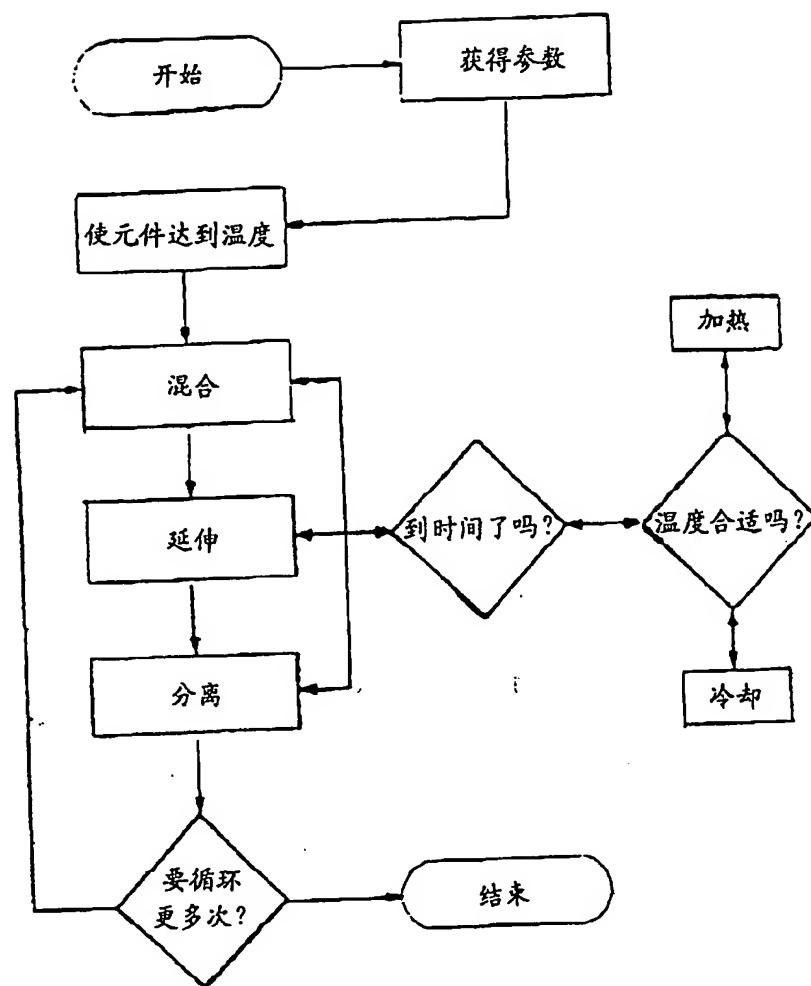 开始
获得参数
使元件达到温度
混合
加热
延伸
到时间了吗?
温度合适吗?
分离
冷却
要循环
更多次?
结束